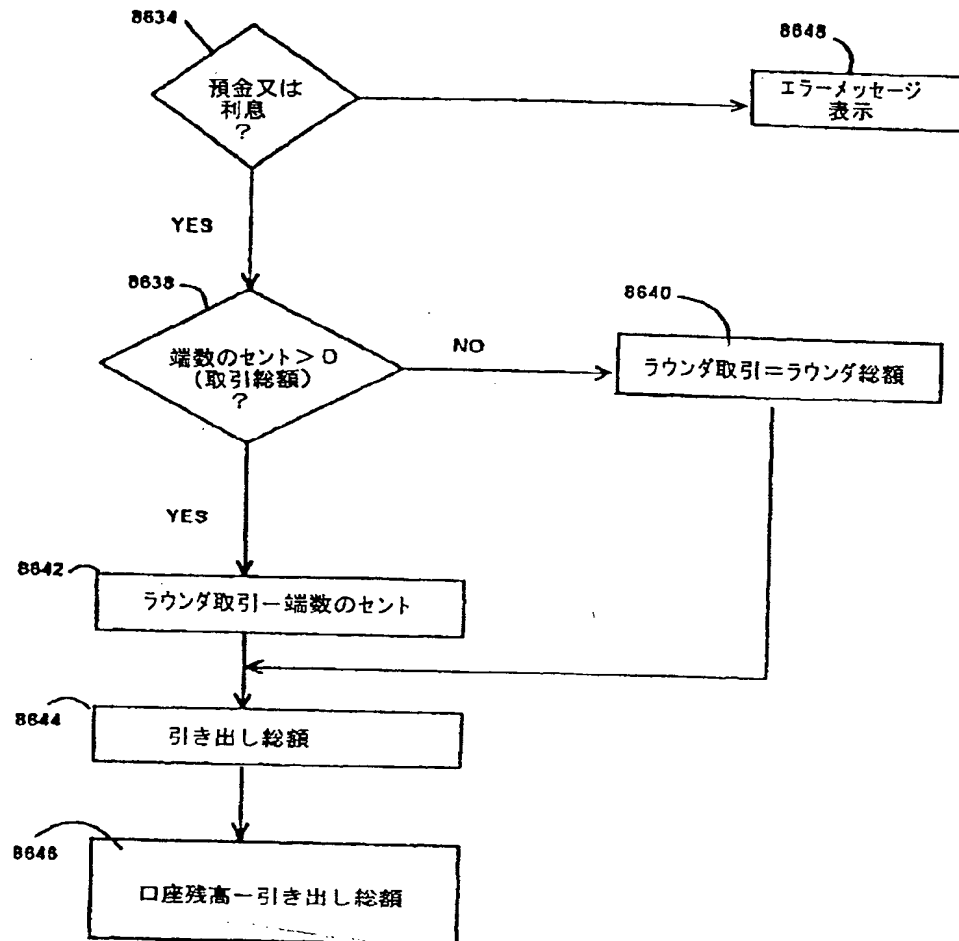 8634
預金又は
利息
?
8648
エラーメッセージ
表示
YES
8638
端数のセント>0
(取引総額)
?
NO
8640
ラウンダ取引=ラウンダ総額
YES
8642
ラウンダ取引-端数のセント
8644
引き出し総額
8646
口座残高-引き出し総額